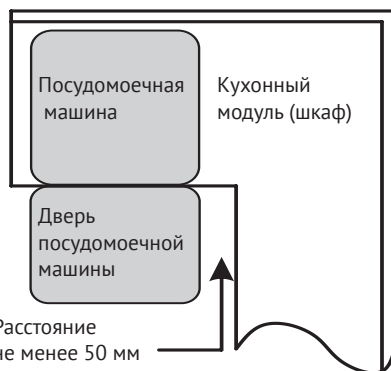 Посудомоечная
машина
Кухонный
модуль (шкаф)
Дверь
посудомоечной
машины
Расстояние
не менее 50 мм